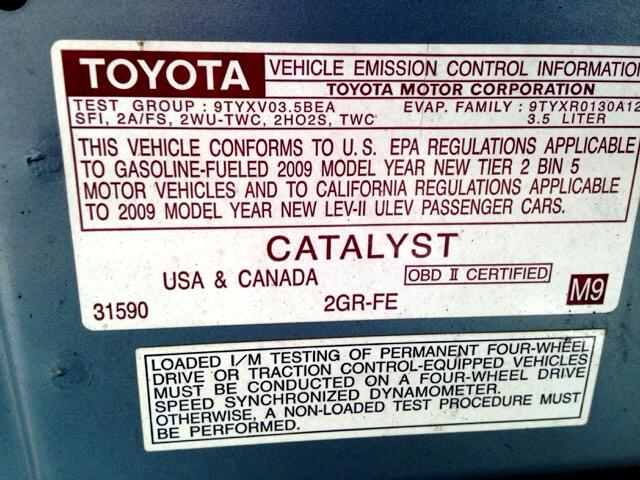 TOYOTA VEHICLE EMISSION CONTROL INFORMATION
TOYOTA MOTOR CORPORATION
TEST GROUP : 9TYXV03.5BEA EVAP. FAMILY : 9TYXR0130A12
SFI, 2A/FS, 2WU-TWC, 2HO2S, TWC 3.5 LITER
THIS VEHICLE CONFORMS TO U.S. EPA REGULATIONS APPLICABLE
TO GASOLINE-FUELED 2009 MODEL YEAR NEW TIER 2 BIN 5
MOTOR VEHICLES AND TO CALIFORNIA REGULATIONS APPLICABLE
TO 2009 MODEL YEAR NEW LEV-II ULEV PASSENGER CARS.
CATALYST
USA & CANADA OBD II CERTIFIED
31590 2GR-FE M9
LOADED I/M TESTING OF PERMANENT FOUR-WHEEL
DRIVE OR TRACTION CONTROL-EQUIPPED VEHICLES
MUST BE CONDUCTED ON A FOUR-WHEEL DRIVE
SPEED SYNCHRONIZED DYNAMOMETER.
OTHERWISE, A NON-LOADED TEST PROCEDURE MUST
BE PERFORMED.